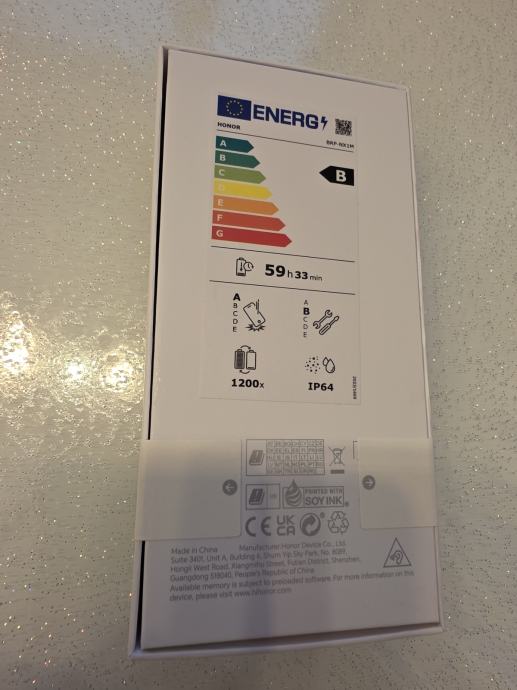 ENERG
HONOR
BRP-NX1M
A
B
C
D
E
F
G
B
59 h 33 min
A
B
C
D
E
A
B
C
D
E
1200x
IP64
2023/1669
PRINTED WITH
SOY INK
CE UK CA
Made in China
Manufacturer: Honor Device Co., Ltd.
Suite 3401, Unit A, Building 6, Shum Yip Sky Park, No. 8089,
Hongli West Road, Xiangmihu Street, Futian District, Shenzhen,
Guangdong 518040, People's Republic of China
Available memory is subject to preloaded software. For more information on this
device, please visit www.hihonor.com